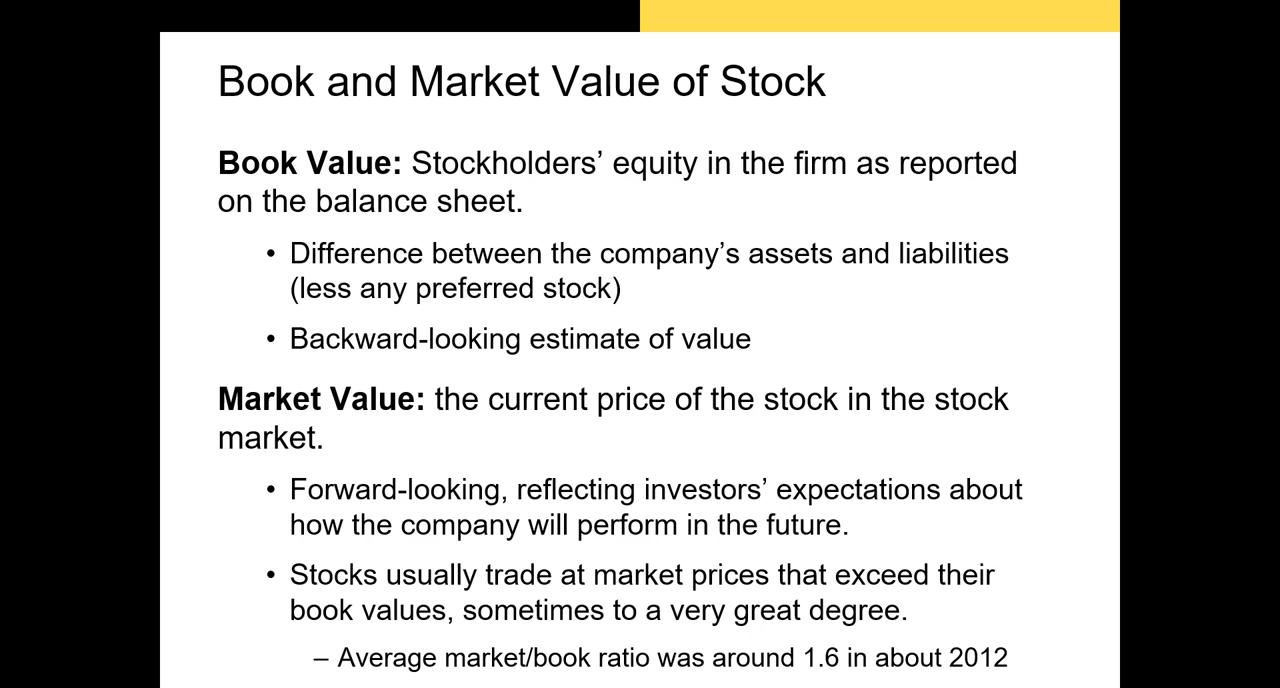 Book and Market Value of Stock
Book Value: Stockholders’ equity in the firm as reported
on the balance sheet.
• Difference between the company’s assets and liabilities
(less any preferred stock)
• Backward-looking estimate of value
Market Value: the current price of the stock in the stock
market.
• Forward-looking, reflecting investors’ expectations about
how the company will perform in the future.
• Stocks usually trade at market prices that exceed their
book values, sometimes to a very great degree.
– Average market/book ratio was around 1.6 in about 2012